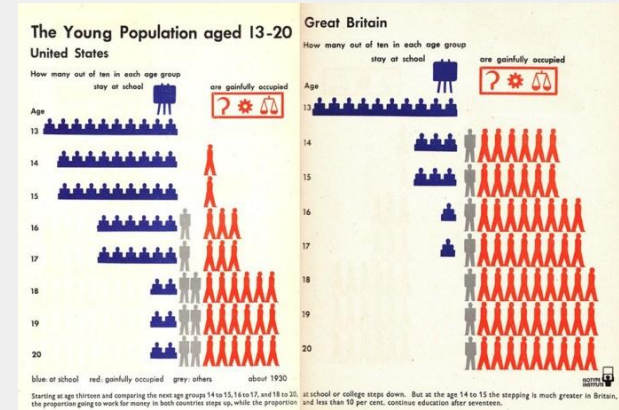 The Young Population aged 13-20
United States
How many out of ten in each age group
stay at school
are gainfully occupied
Age
13
14
15
16
17
18
19
20
blue: at school red: gainfully occupied grey: others about 1930
Starting at age thirteen and comparing the next age groups 14 to 15, 16 to 17, and 18 to 20,
the proportion going to work for money in both countries steps up, while the proportion
Great Britain
How many out of ten in each age group
stay at school
are gainfully occupied
?
Age
13
14
15
16
17
18
19
20
ISOTYPE
INSTITUTE
at school or college steps down. But at the age 14 to 15 the stepping is much greater in Britain,
and less than 10 per cent. continue education after seventeen.